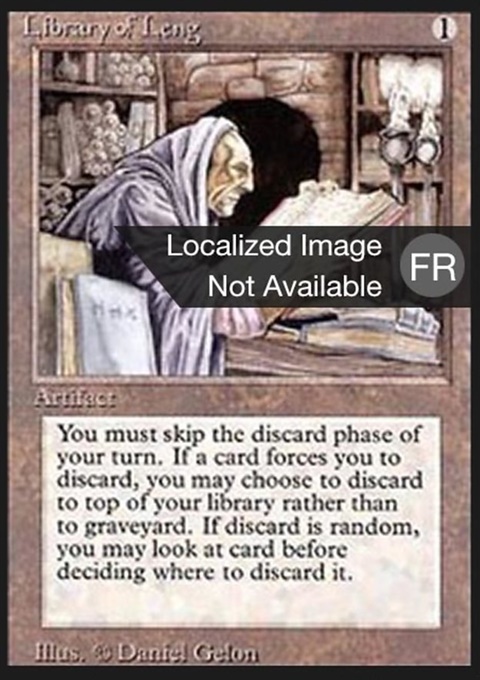 Library of Leng 1
Localized Image
Not Available
FR
Artifact
You must skip the discard phase of
your turn. If a card forces you to
discard, you may choose to discard
to top of your library rather than
to graveyard. If discard is random,
you may look at card before
deciding where to discard it.
Illus. © Daniel Gelon